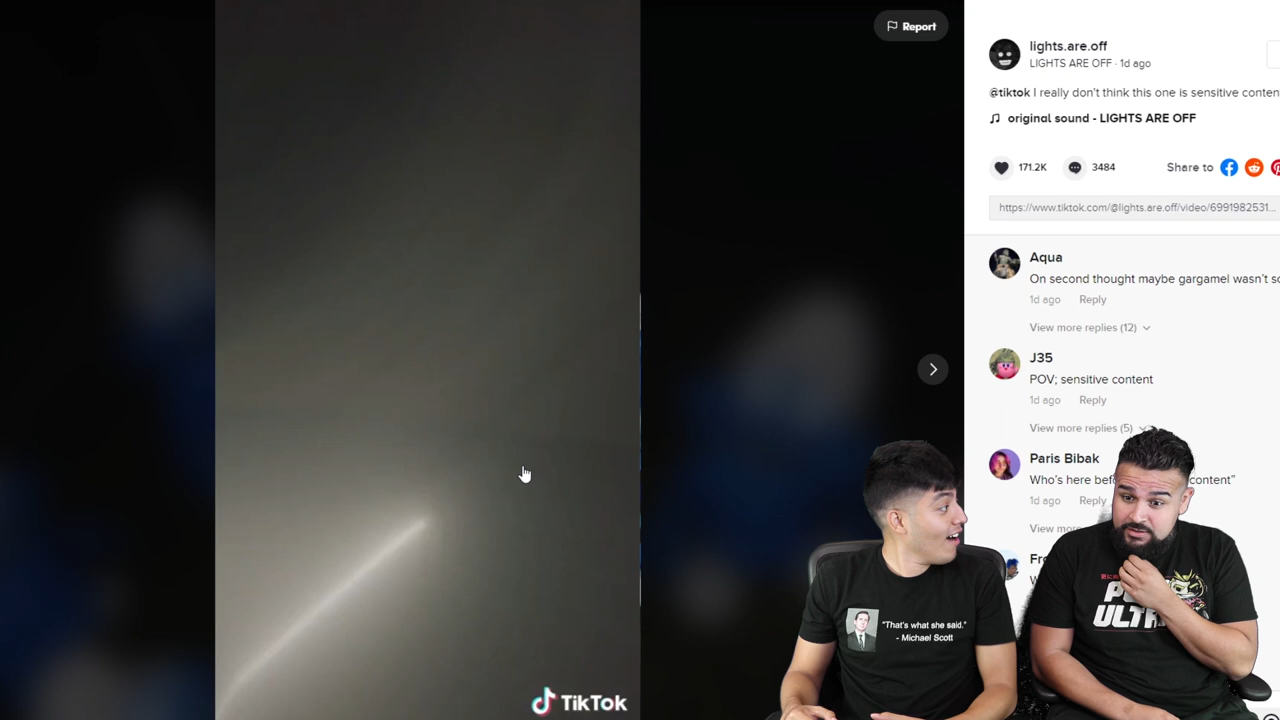 Report
lights.are.off
LIGHTS ARE OFF · 1d ago
@tiktok I really don't think this one is sensitive conten
original sound - LIGHTS ARE OFF
171.2K
3484
Share to
https://www.tiktok.com/@lights.are.off/video/6991982531...
Aqua
On second thought maybe gargamel wasn't so
1d ago Reply
View more replies (12)
J35
POV; sensitive content
1d ago Reply
View more replies (5)
Paris Bibak
Who's here bef content"
1d ago Reply
View
Fr
"That's what she said."
- Michael Scott
ULTR
TikTok